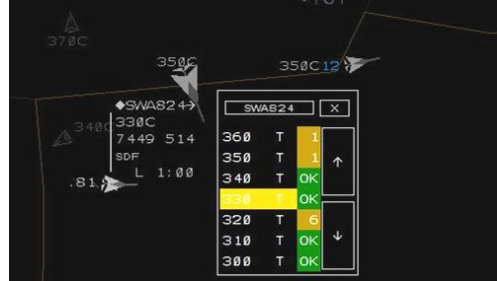 370C
350C
350C 12
◆SWA824→
330C
7449 514
SDF
L 1:00
340C
.81
SWA824 X
360 T 1
350 T 1
340 T OK
330 T OK
320 T 6
310 T OK
300 T OK